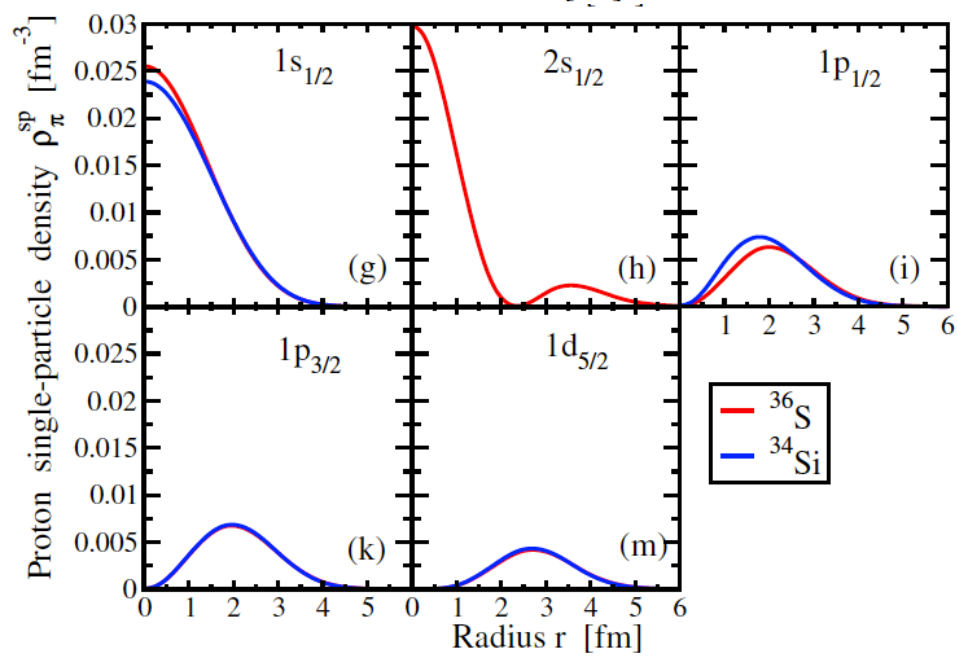 Proton single-particle density ρ_π^sp [fm⁻³]
0.03
0.025
0.02
0.015
0.01
0.005
0
1s₁/₂
(g)
2s₁/₂
(h)
1p₁/₂
(i)
1 2 3 4 5 6
0.025
0.02
0.015
0.01
0.005
0
1p₃/₂
(k)
1d₅/₂
(m)
³⁶S
³⁴Si
0 1 2 3 4 5
0 1 2 3 4 5 6
Radius r [fm]